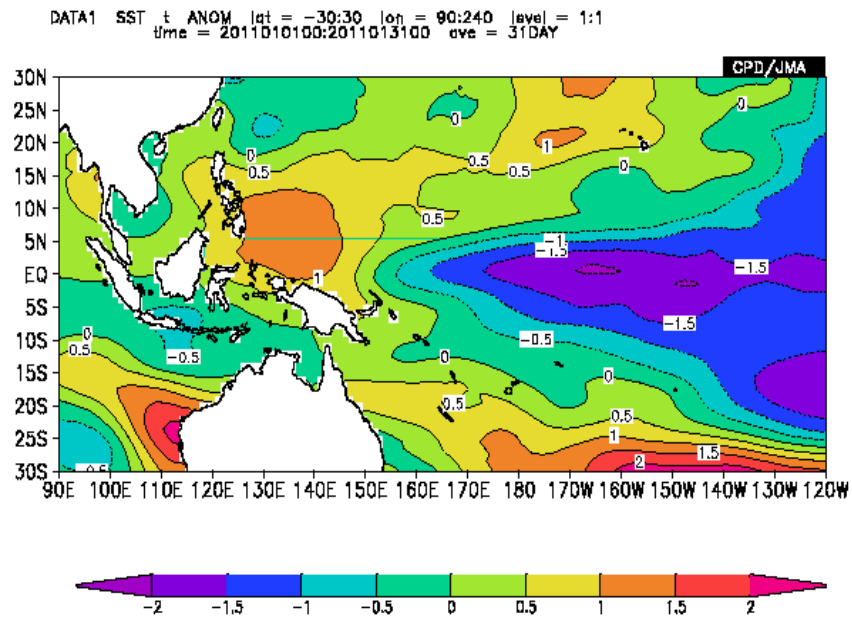 DATA1 SST t ANOM lat = -30:30 lon = 90:240 level = 1:1
time = 2011010100:2011013100 ave = 31DAY
CPD/JMA
30N
25N
20N
15N
10N
5N
EQ
5S
10S
15S
20S
25S
30S
0
0
0
1
0.5
0.5
0.5
0
0.5
-1
-1.5
-1.5
1
-1.5
0
0.5
-0.5
-0.5
0
0
0.5
0.5
1
1.5
2
-0.5
90E 100E 110E 120E 130E 140E 150E 160E 170E 180 170W 160W 150W 140W 130W 120W
-2 -1.5 -1 -0.5 0 0.5 1 1.5 2